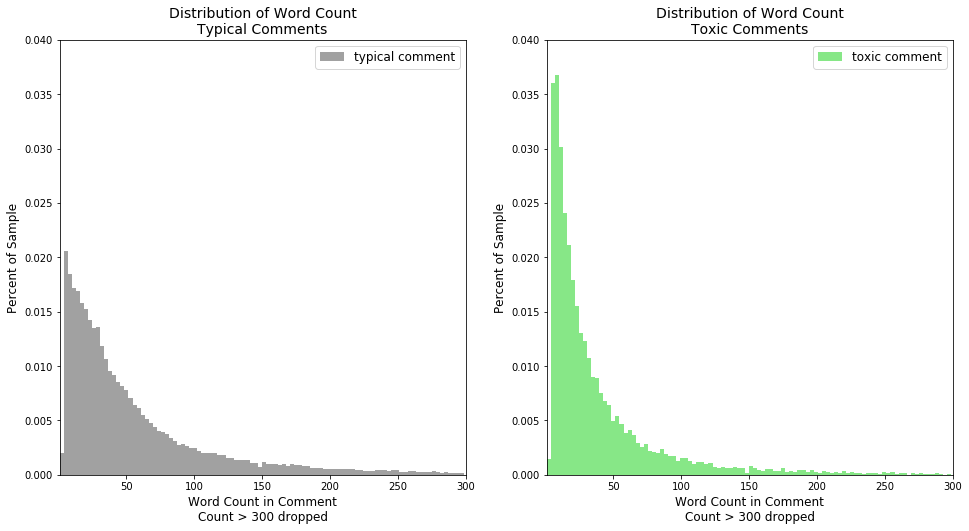 Distribution of Word Count
Typical Comments
typical comment
0.040
0.035
0.030
0.025
0.020
0.015
0.010
0.005
0.000
Percent of Sample
50
100
150
200
250
300
Word Count in Comment
Count > 300 dropped
Distribution of Word Count
Toxic Comments
toxic comment
0.040
0.035
0.030
0.025
0.020
0.015
0.010
0.005
0.000
Percent of Sample
50
100
150
200
250
300
Word Count in Comment
Count > 300 dropped